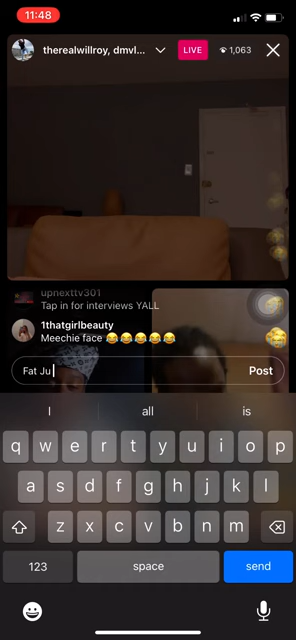 11:48
therealwillroy, dmvl... LIVE 1,063
upnexttv301
Tap in for interviews YALL
1thatgirlbeauty
Meechie face 😂😂😂😂😂
Fat Ju Post
I all is
q w e r t y u i o p
a s d f g h j k l
z x c v b n m
123 space send